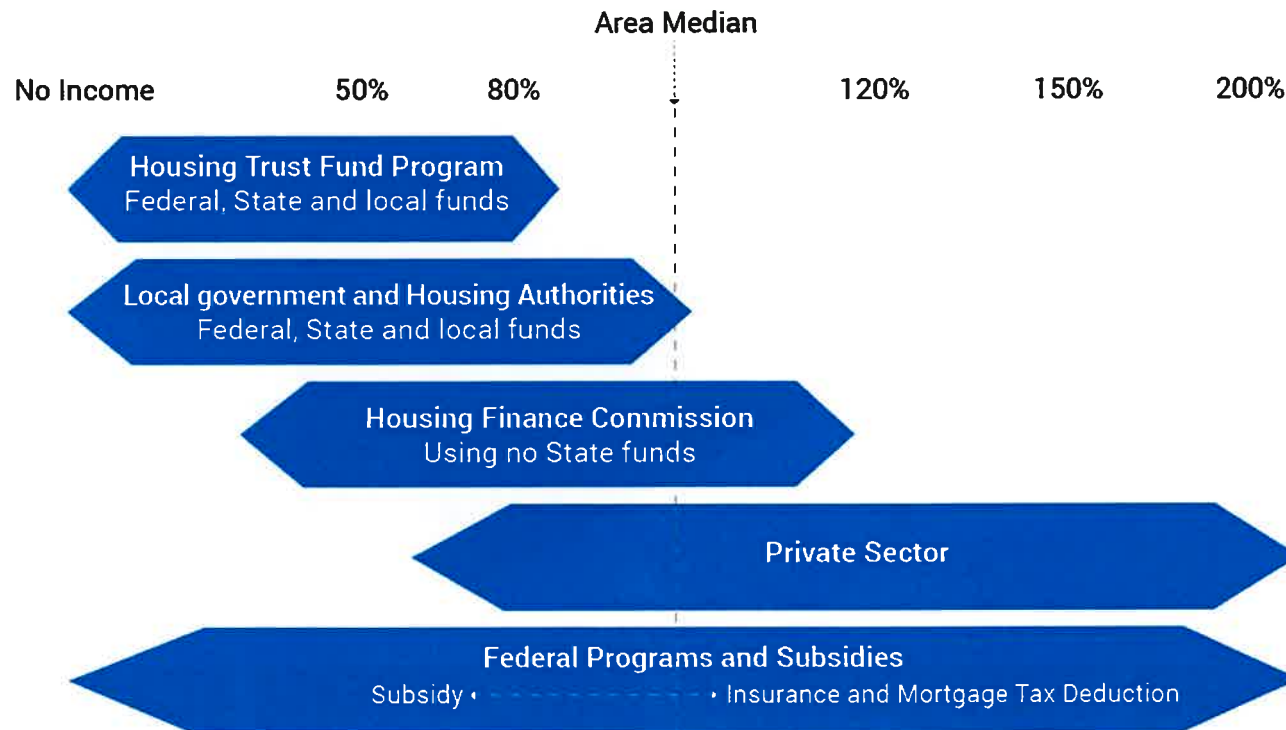 Area Median
No Income 50% 80% 120% 150% 200%
Housing Trust Fund Program
Federal, State and local funds
Local government and Housing Authorities
Federal, State and local funds
Housing Finance Commission
Using no State funds
Private Sector
Federal Programs and Subsidies
Subsidy Insurance and Mortgage Tax Deduction